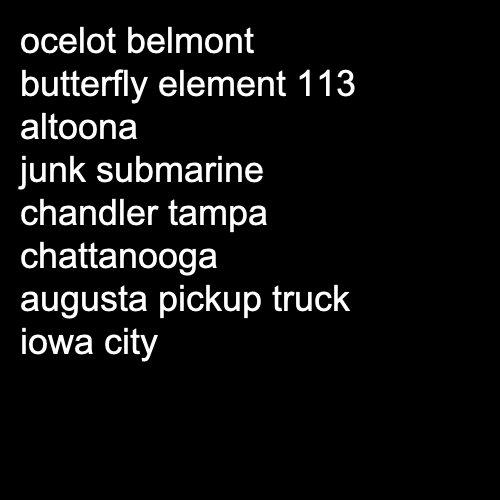 ocelot belmont
butterfly element 113
altoona
junk submarine
chandler tampa
chattanooga
augusta pickup truck
iowa city